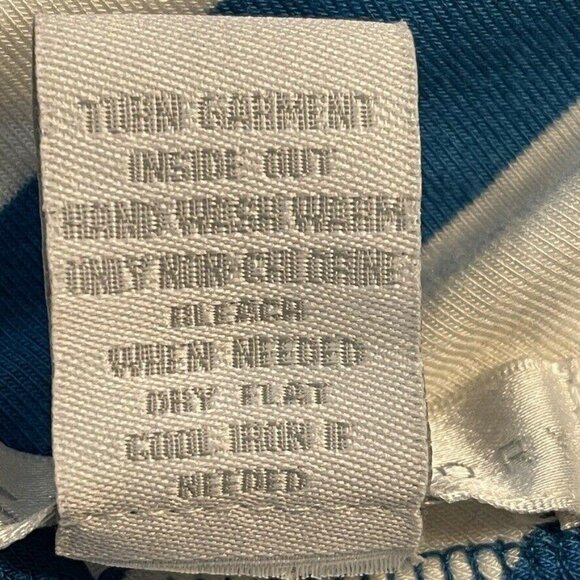 TURN GARMENT
INSIDE OUT
HAND WASH WARM
ONLY NON-CHLORINE
BLEACH
WHEN NEEDED
DRY FLAT
COOL IRON IF
NEEDED